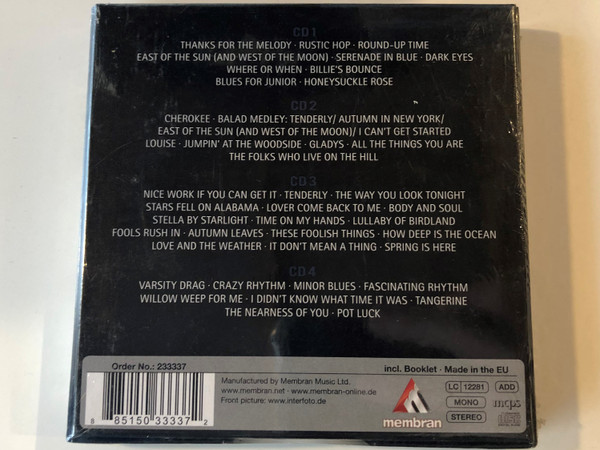 CD 1
THANKS FOR THE MELODY · RUSTIC HOP · ROUND-UP TIME
EAST OF THE SUN (AND WEST OF THE MOON) · SERENADE IN BLUE · DARK EYES
WHERE OR WHEN · BILLIE'S BOUNCE
BLUES FOR JUNIOR · HONEYSUCKLE ROSE
CD 2
CHEROKEE · BALAD MEDLEY: TENDERLY/ AUTUMN IN NEW YORK/
EAST OF THE SUN (AND WEST OF THE MOON)/ I CAN'T GET STARTED
LOUISE · JUMPIN' AT THE WOODSIDE · GLADYS · ALL THE THINGS YOU ARE
THE FOLKS WHO LIVE ON THE HILL
CD 3
NICE WORK IF YOU CAN GET IT · TENDERLY · THE WAY YOU LOOK TONIGHT
STARS FELL ON ALABAMA · LOVER COME BACK TO ME · BODY AND SOUL
STELLA BY STARLIGHT · TIME ON MY HANDS · LULLABY OF BIRDLAND
FOOLS RUSH IN · AUTUMN LEAVES · THESE FOOLISH THINGS · HOW DEEP IS THE OCEAN
LOVE AND THE WEATHER · IT DON'T MEAN A THING · SPRING IS HERE
CD 4
VARSITY DRAG · CRAZY RHYTHM · MINOR BLUES · FASCINATING RHYTHM
WILLOW WEEP FOR ME · I DIDN'T KNOW WHAT TIME IT WAS · TANGERINE
THE NEARNESS OF YOU · POT LUCK
Order No.: 233337
incl. Booklet · Made in the EU
Manufactured by Membran Music Ltd.
www.membran.net · www.membran-online.de
Front picture: www.interfoto.de
membran
LC 12281 ADD
MONO mcps
STEREO
8 85150 33337 2